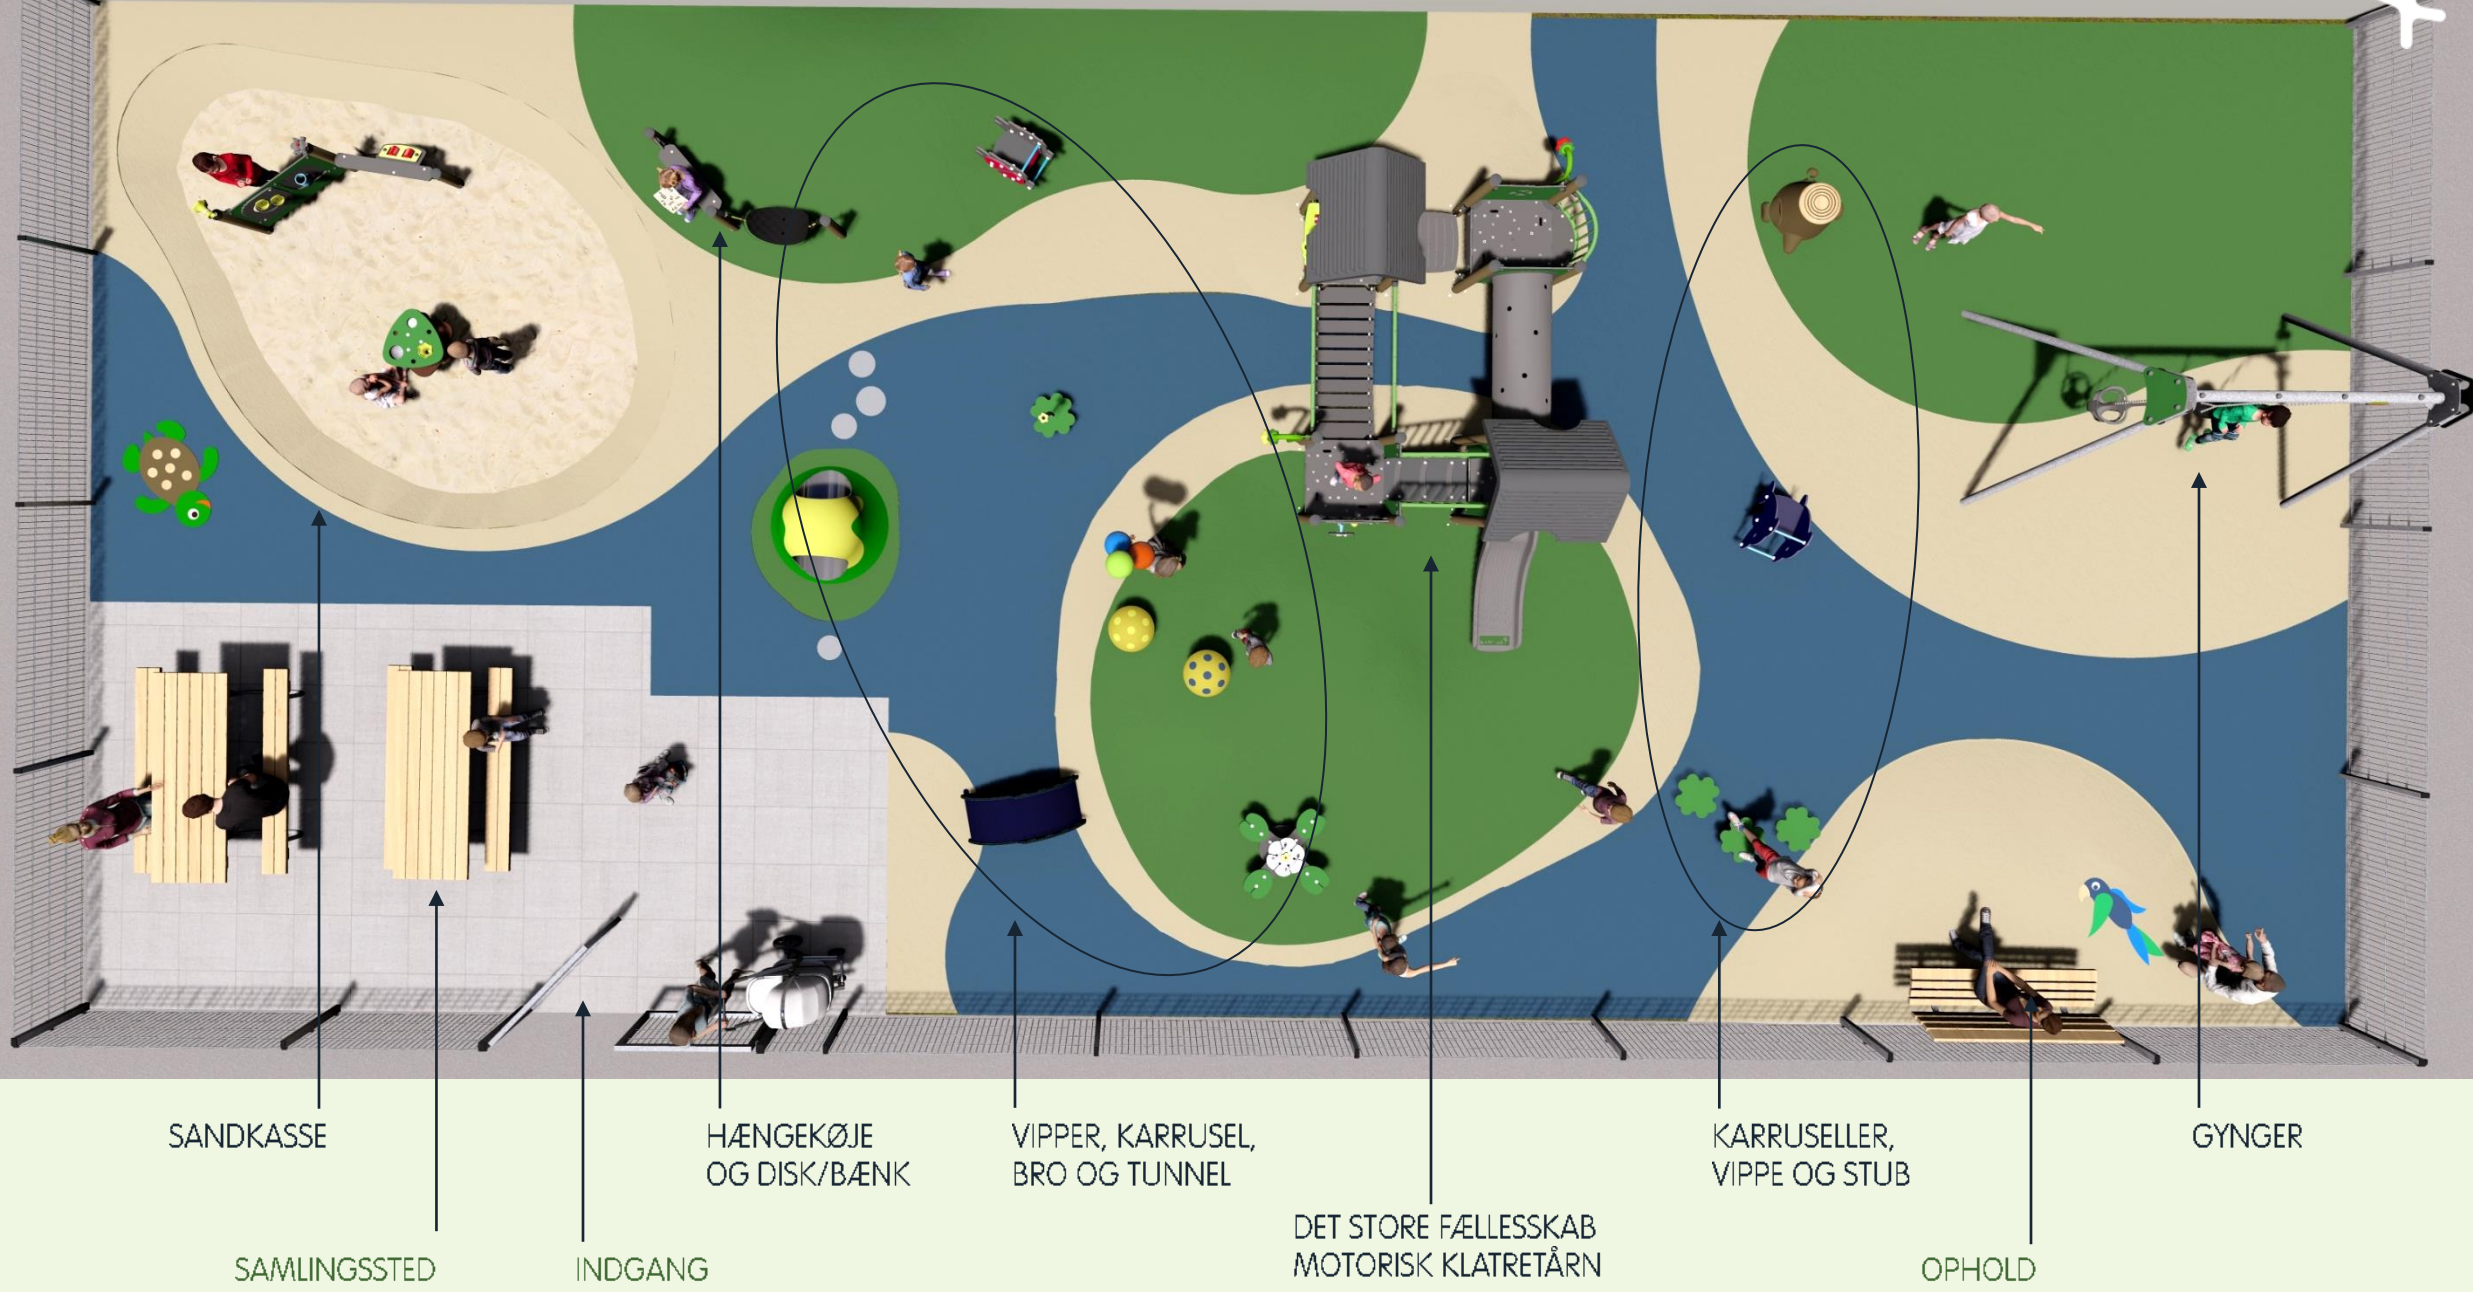 SANDKASSE
HÆNGEKØJE
OG DISK/BÆNK
VIPPER, KARRUSEL,
BRO OG TUNNEL
KARRUSELLER,
VIPPE OG STUB
GYNGER
DET STORE FÆLLESSKAB
MOTORISK KLATRETÅRN
SAMLINGSSTED
INDGANG
OPHOLD